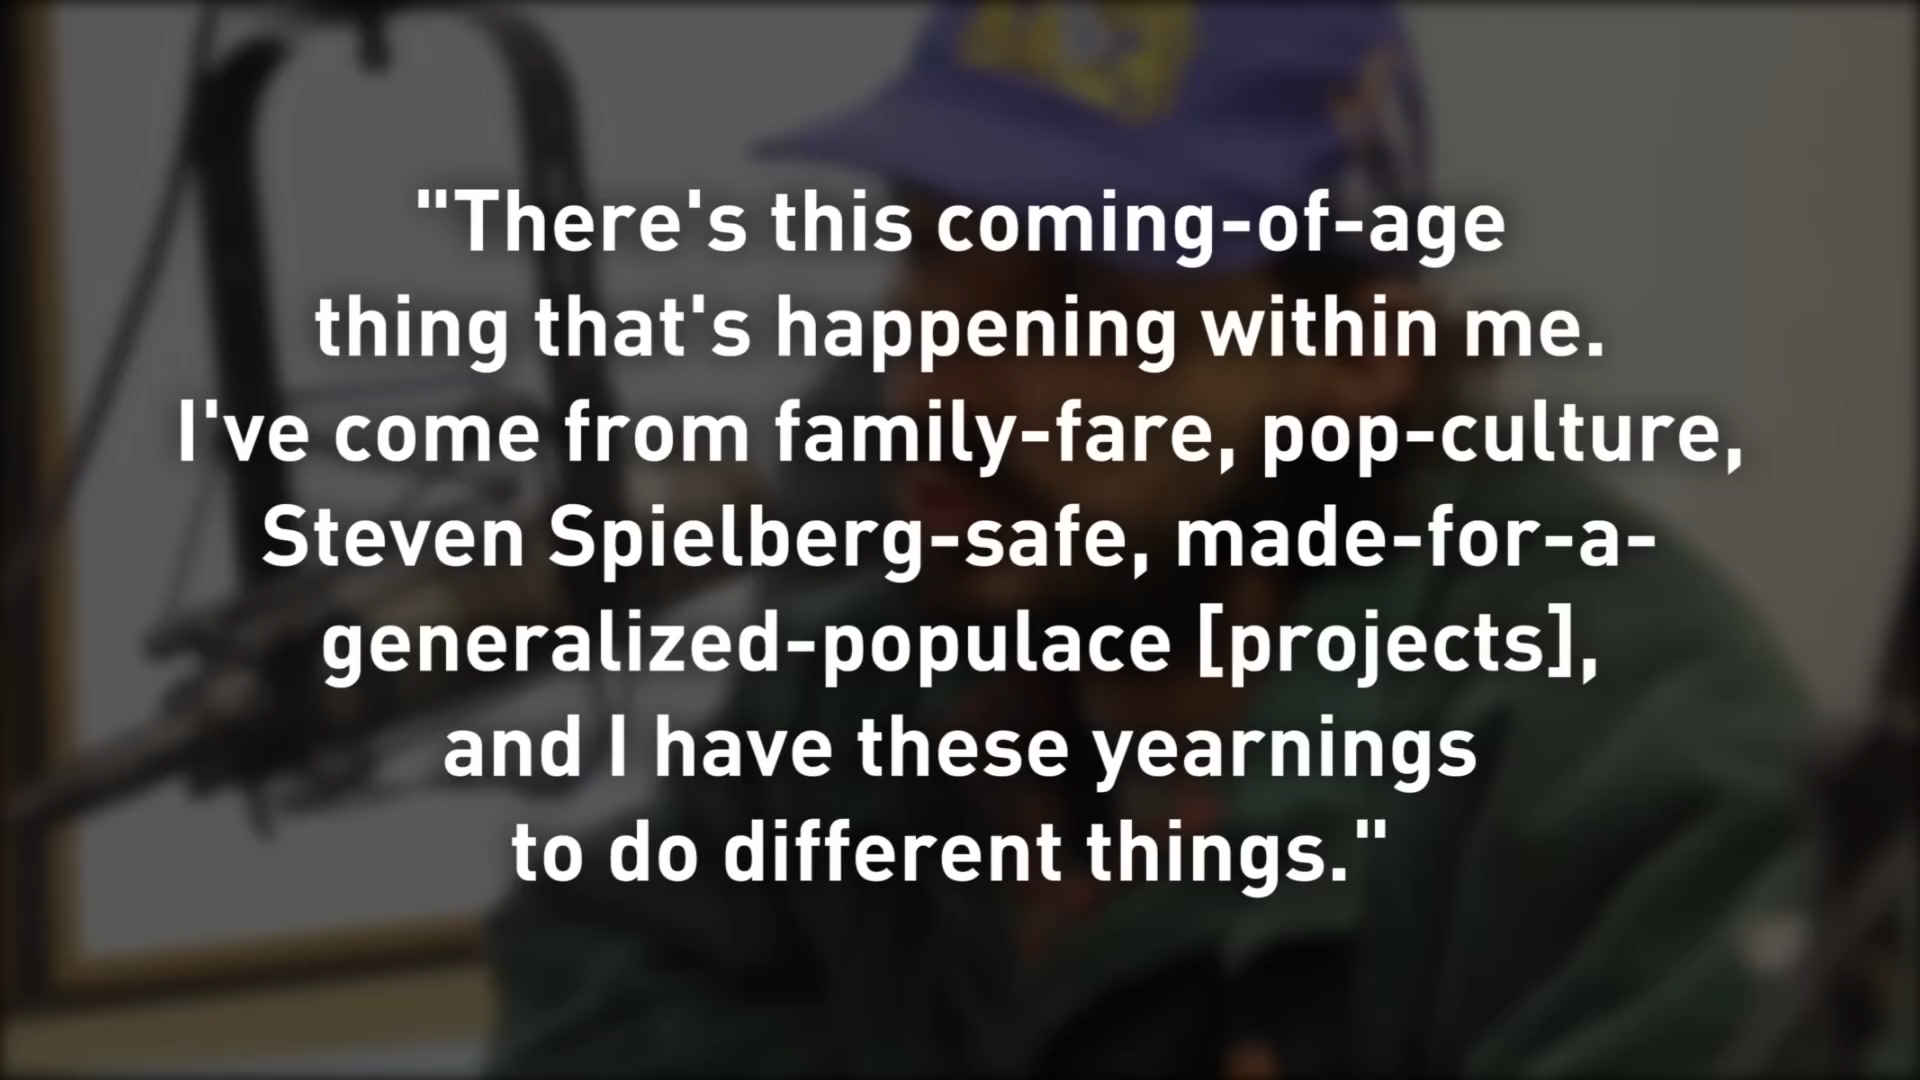 "There's this coming-of-age
thing that's happening within me.
I've come from family-fare, pop-culture,
Steven Spielberg-safe, made-for-a-
generalized-populace [projects],
and I have these yearnings
to do different things."